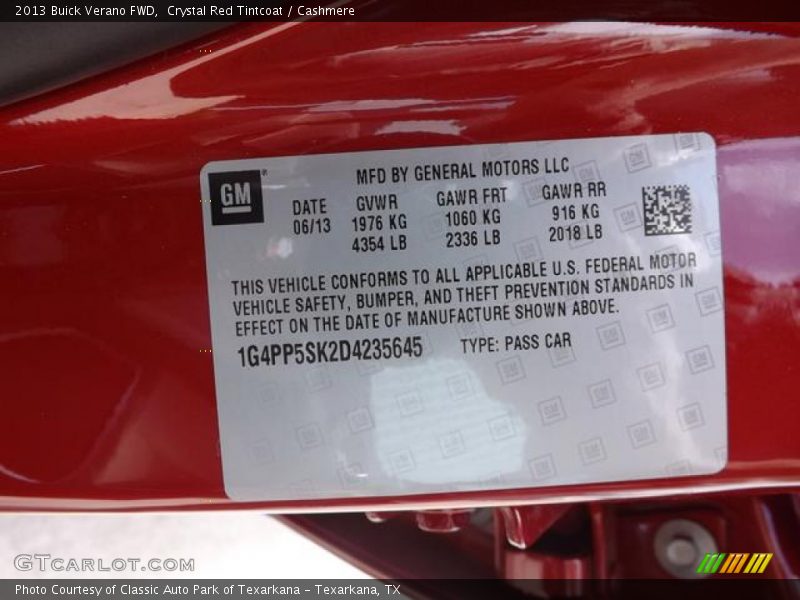 2013 Buick Verano FWD,  Crystal Red Tintcoat / Cashmere
GM
MFD BY GENERAL MOTORS LLC
DATE GVWR GAWR FRT GAWR RR
06/13 1976 KG 1060 KG 916 KG
4354 LB 2336 LB 2018 LB
THIS VEHICLE CONFORMS TO ALL APPLICABLE U.S. FEDERAL MOTOR
VEHICLE SAFETY, BUMPER, AND THEFT PREVENTION STANDARDS IN
EFFECT ON THE DATE OF MANUFACTURE SHOWN ABOVE.
1G4PP5SK2D4235645 TYPE: PASS CAR
GTCARLOT.COM
Photo Courtesy of Classic Auto Park of Texarkana – Texarkana, TX